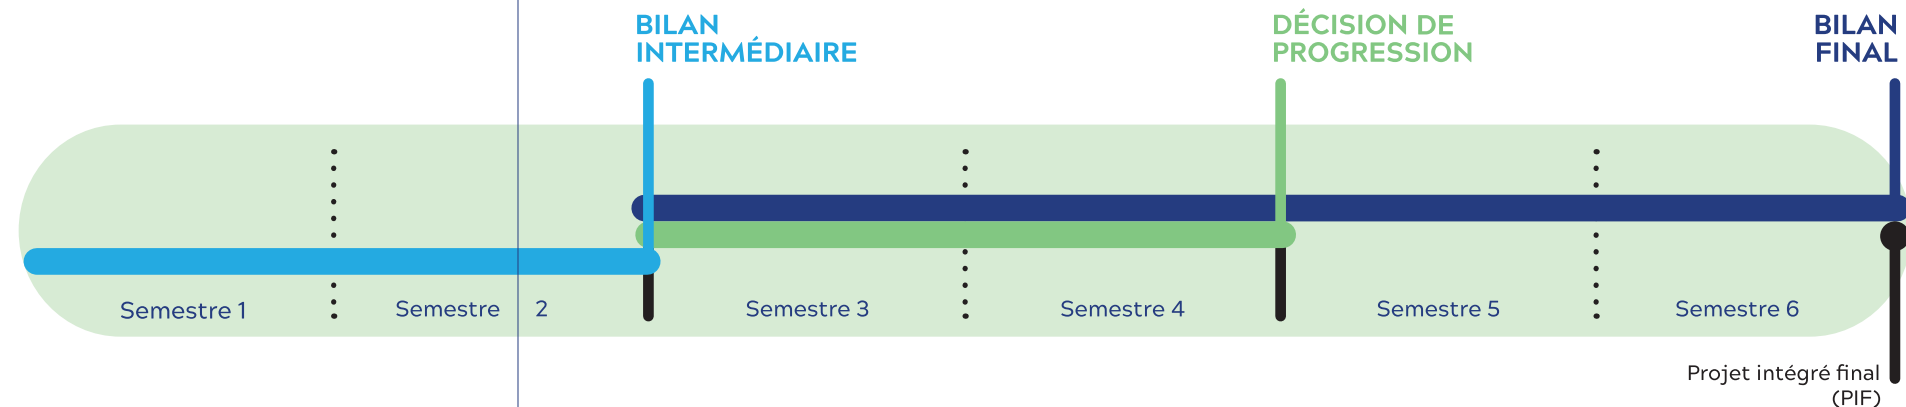 BILAN
INTERMÉDIAIRE
DÉCISION DE
PROGRESSION
BILAN
FINAL
Semestre 1
Semestre 2
Semestre 3
Semestre 4
Semestre 5
Semestre 6
Projet intégré final
(PIF)